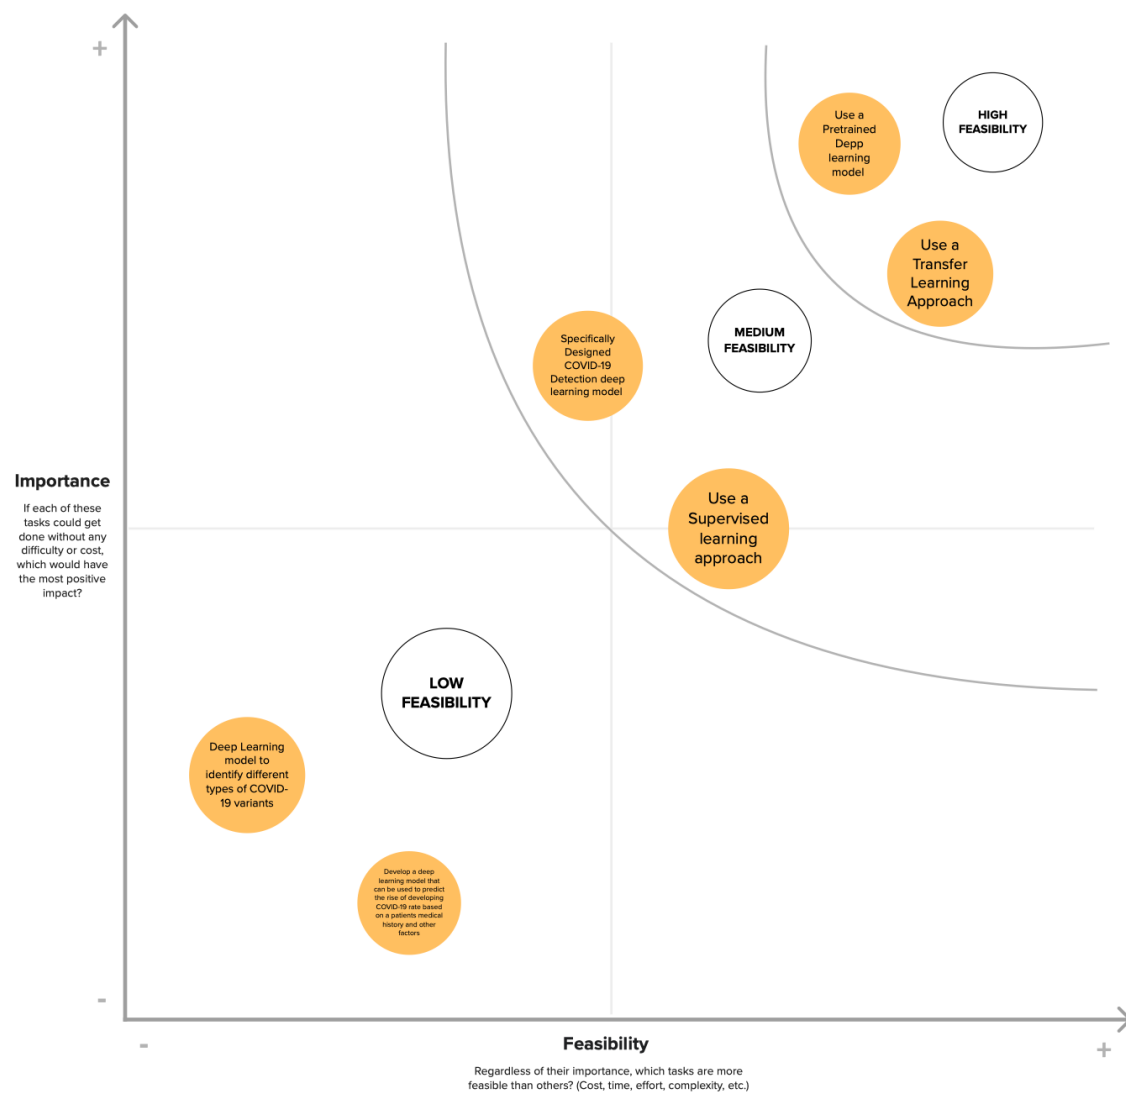 +
Use a
Pretrained
Depp
learning
model
HIGH
FEASIBILITY
Use a
Transfer
Learning
Approach
MEDIUM
FEASIBILITY
Specifically
Designed
COVID-19
Detection deep
learning model
Importance
If each of these
tasks could get
done without any
difficulty or cost,
which would have
the most positive
impact?
Use a
Supervised
learning
approach
LOW
FEASIBILITY
Deep Learning
model to
identify different
types of COVID-
19 variants
Develop a deep
learning model that
can be used to predict
the rise of developing
COVID-19 rate based
on a patients medical
history and other
factors
-
-
Feasibility
+
Regardless of their importance, which tasks are more
feasible than others? (Cost, time, effort, complexity, etc.)